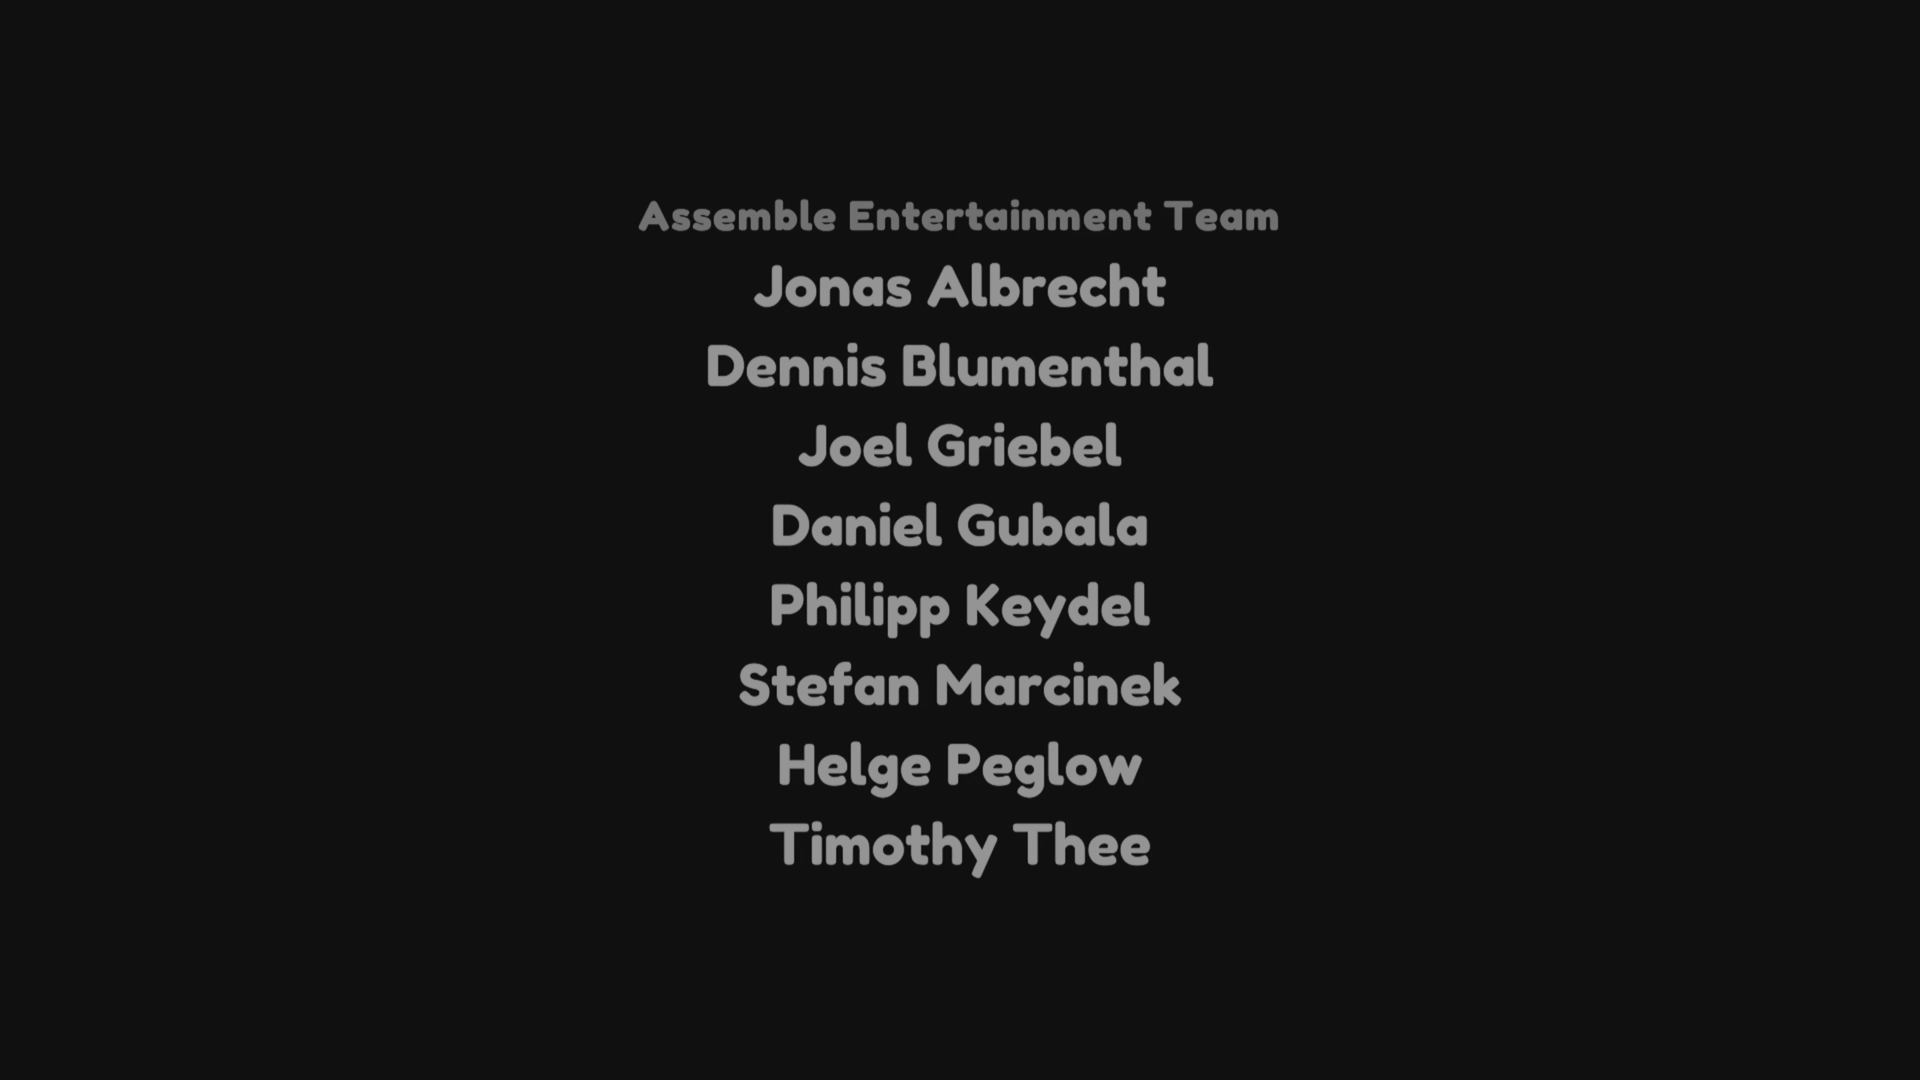 Assemble Entertainment Team
Jonas Albrecht
Dennis Blumenthal
Joel Griebel
Daniel Gubala
Philipp Keydel
Stefan Marcinek
Helge Peglow
Timothy Thee